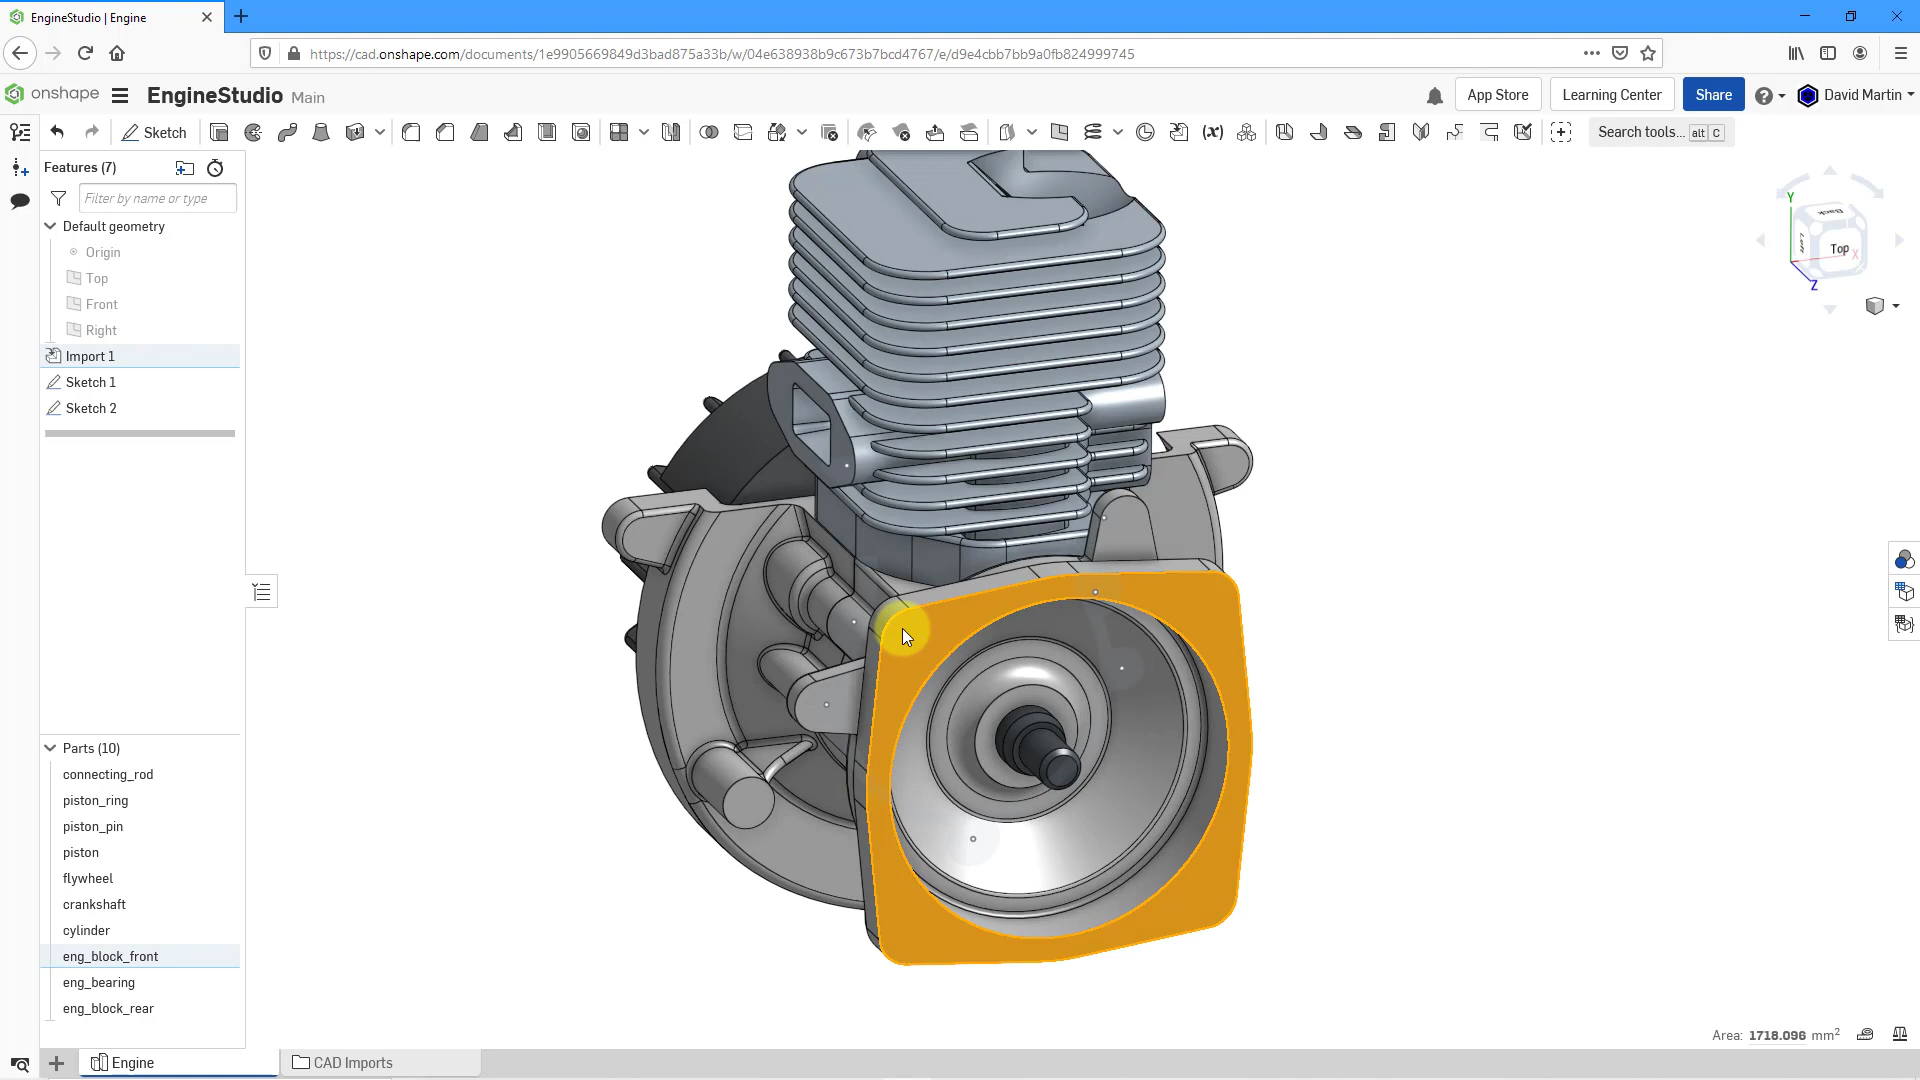 EngineStudio | Engine
https://cad.onshape.com/documents/1e9905669849d3bad875a33b/w/04e638938b9c673b7bcd4767/e/d9e4cbb7bb9a0fb824999745
onshape
EngineStudio Main
App Store
Learning Center
Share
David Martin
Sketch
(x)
Search tools... alt C
Features (7)
Filter by name or type
Default geometry
Origin
Top
Front
Right
Import 1
Sketch 1
Sketch 2
Y
Back
Left
Top
X
Z
Parts (10)
connecting_rod
piston_ring
piston_pin
piston
flywheel
crankshaft
cylinder
eng_block_front
eng_bearing
eng_block_rear
Area: 1718.096 mm²
Engine
CAD Imports